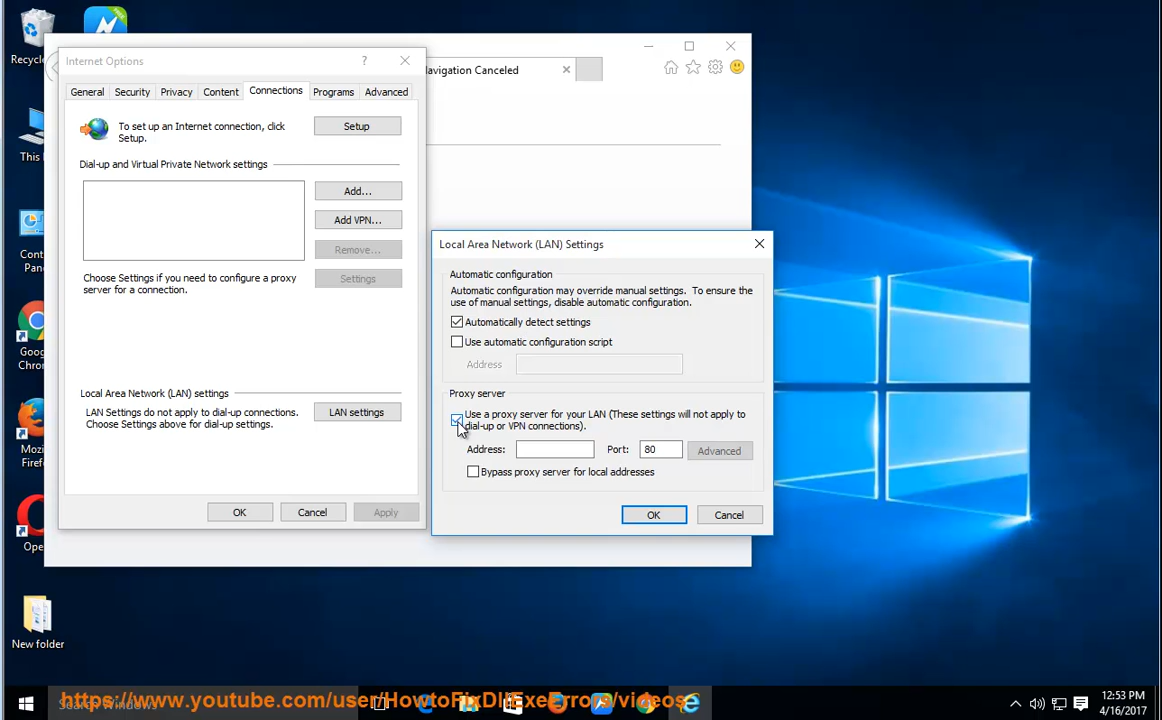 Recycle
Internet Options
?
Navigation Canceled
General
Security
Privacy
Content
Connections
Programs
Advanced
To set up an Internet connection, click
Setup.
Setup
This
Dial-up and Virtual Private Network settings
Add...
Add VPN...
Remove...
Choose Settings if you need to configure a proxy
server for a connection.
Settings
Cont
Pane
Local Area Network (LAN) Settings
Automatic configuration
Automatic configuration may override manual settings. To ensure the
use of manual settings, disable automatic configuration.
Automatically detect settings
Use automatic configuration script
Address
Goog
Chron
Local Area Network (LAN) settings
LAN Settings do not apply to dial-up connections.
Choose Settings above for dial-up settings.
LAN settings
Proxy server
Use a proxy server for your LAN (These settings will not apply to
dial-up or VPN connections).
Address:
Port:
80
Advanced
Bypass proxy server for local addresses
Mozi
Firefo
OK
Cancel
Apply
OK
Cancel
Oper
New folder
Search Windows
https://www.youtube.com/user/HowtoFixDllExeErrors/videos
12:53 PM
4/16/2017